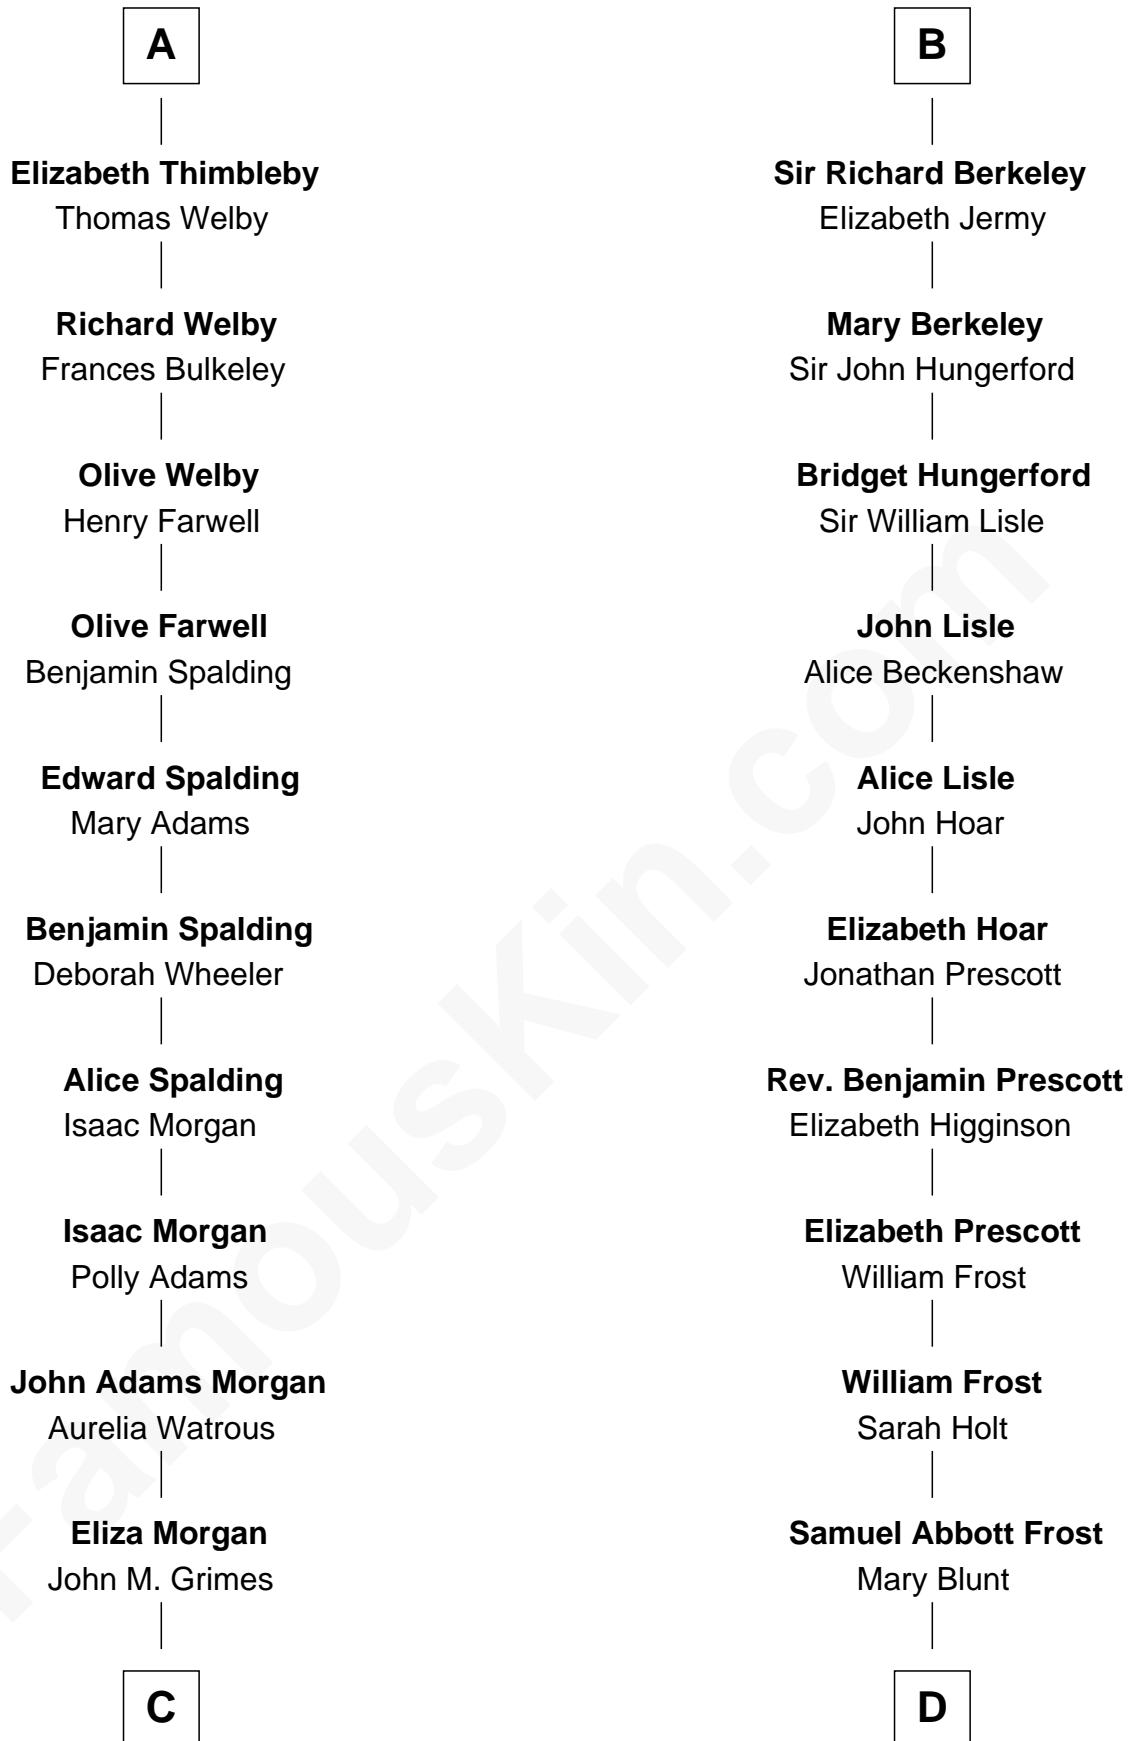 A
Elizabeth Thimbleby
Thomas Welby
Richard Welby
Frances Bulkeley
Olive Welby
Henry Farwell
Olive Farwell
Benjamin Spalding
Edward Spalding
Mary Adams
Benjamin Spalding
Deborah Wheeler
Alice Spalding
Isaac Morgan
Isaac Morgan
Polly Adams
John Adams Morgan
Aurelia Watrous
Eliza Morgan
John M. Grimes
C
B
Sir Richard Berkeley
Elizabeth Jermy
Mary Berkeley
Sir John Hungerford
Bridget Hungerford
Sir William Lisle
John Lisle
Alice Beckenshaw
Alice Lisle
John Hoar
Elizabeth Hoar
Jonathan Prescott
Rev. Benjamin Prescott
Elizabeth Higginson
Elizabeth Prescott
William Frost
William Frost
Sarah Holt
Samuel Abbott Frost
Mary Blunt
D
FamousKin.com